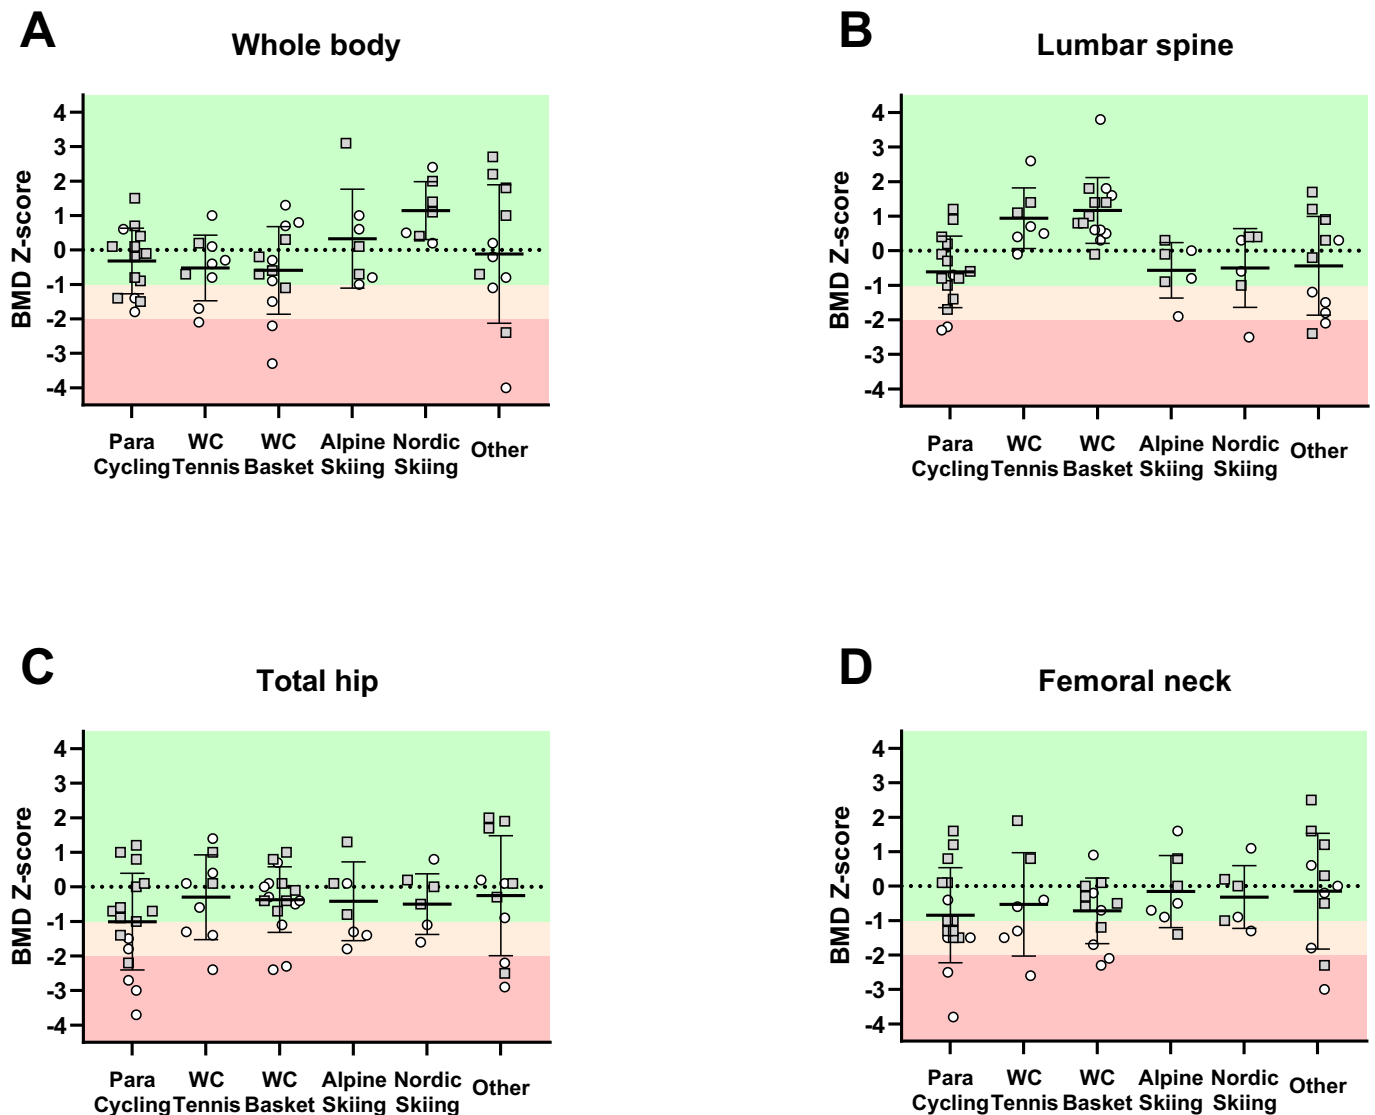 A
Whole body
BMD Z-score
4
3
2
1
0
-1
-2
-3
-4
Para Cycling
WC Tennis
WC Basket
Alpine Skiing
Nordic Skiing
Other
B
Lumbar spine
BMD Z-score
4
3
2
1
0
-1
-2
-3
-4
Para Cycling
WC Tennis
WC Basket
Alpine Skiing
Nordic Skiing
Other
C
Total hip
BMD Z-score
4
3
2
1
0
-1
-2
-3
-4
Para Cycling
WC Tennis
WC Basket
Alpine Skiing
Nordic Skiing
Other
D
Femoral neck
BMD Z-score
4
3
2
1
0
-1
-2
-3
-4
Para Cycling
WC Tennis
WC Basket
Alpine Skiing
Nordic Skiing
Other